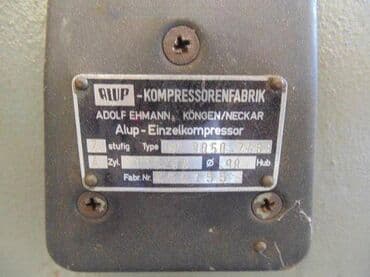 ALUP -KOMPRESSORENFABRIK
ADOLF EHMANN, KÖNGEN/NECKAR
Alup-Einzelkompressor
stufig Type
Zyl. Ø 90 Hub
Fabr.Nr.